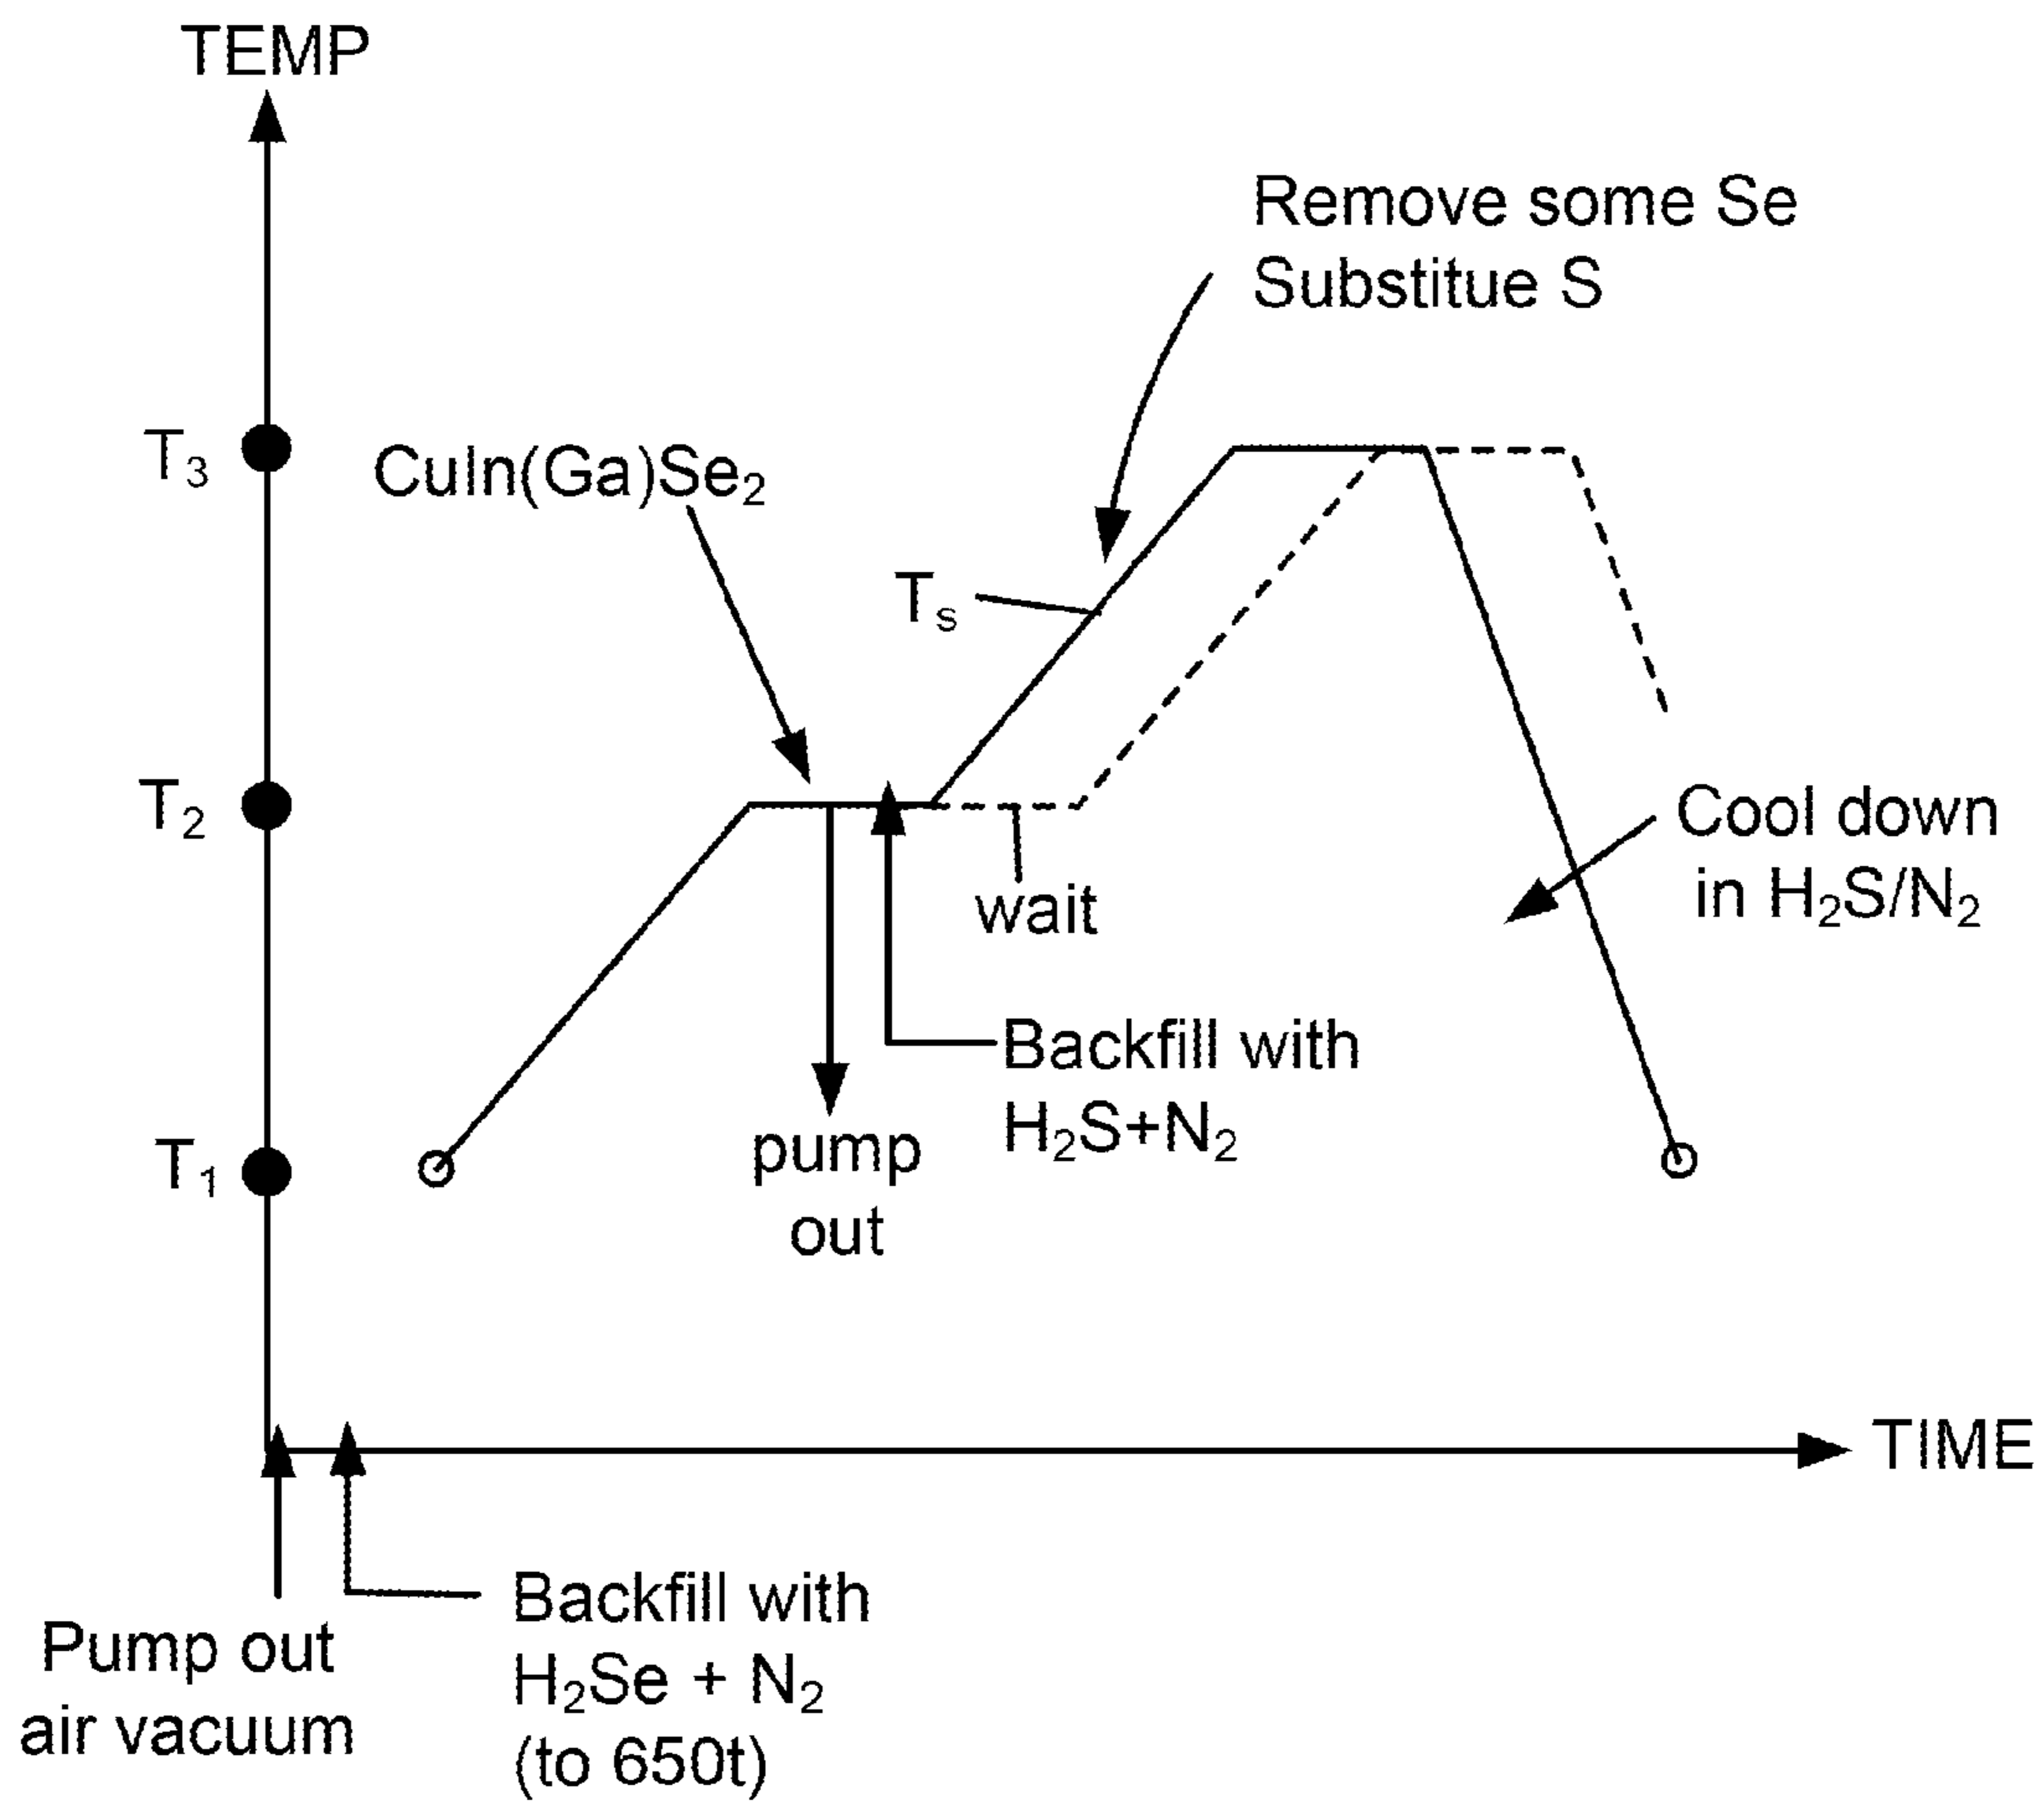 TEMP
Remove some Se
Substitue S
T₃
CuIn(Ga)Se₂
Tₛ
T₂
wait
Cool down
in H₂S/N₂
Backfill with
H₂S+N₂
T₁
pump
out
TIME
Pump out
air vacuum
Backfill with
H₂Se + N₂
(to 650t)